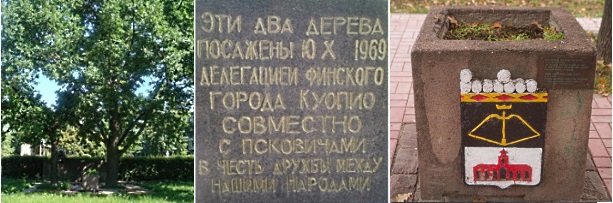 ЭТИ ДВА ДЕРЕВА
ПОСАЖЕНЫ 10 X 1969
ДЕЛЕГАЦИЕЙ ФИНСКОГО
ГОРОДА КУОПИО
СОВМЕСТНО
С ПСКОВИЧАМИ
В ЧЕСТЬ ДРУЖБЫ МЕЖДУ
НАШИМИ НАРОДАМИ